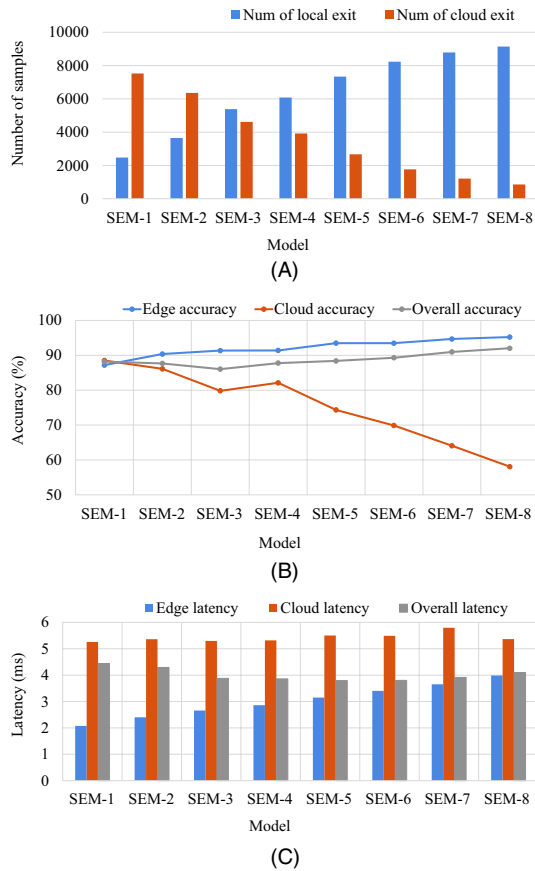 Num of local exit Num of cloud exit
Number of samples
10000
8000
6000
4000
2000
0
SEM-1 SEM-2 SEM-3 SEM-4 SEM-5 SEM-6 SEM-7 SEM-8
Model
(A)
Edge accuracy Cloud accuracy Overall accuracy
Accuracy (%)
100
90
80
70
60
50
SEM-1 SEM-2 SEM-3 SEM-4 SEM-5 SEM-6 SEM-7 SEM-8
Model
(B)
Edge latency Cloud latency Overall latency
Latency (ms)
6
5
4
3
2
1
0
SEM-1 SEM-2 SEM-3 SEM-4 SEM-5 SEM-6 SEM-7 SEM-8
Model
(C)